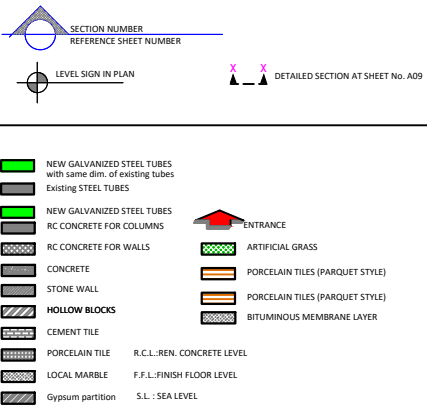 SECTION NUMBER
REFERENCE SHEET NUMBER
LEVEL SIGN IN PLAN
X X
DETAILED SECTION AT SHEET No. A09
NEW GALVANIZED STEEL TUBES
with same dim. of existing tubes
Existing STEEL TUBES
NEW GALVANIZED STEEL TUBES
RC CONCRETE FOR COLUMNS
ENTRANCE
RC CONCRETE FOR WALLS
ARTIFICIAL GRASS
CONCRETE
PORCELAIN TILES (PARQUET STYLE)
STONE WALL
PORCELAIN TILES (PARQUET STYLE)
HOLLOW BLOCKS
BITUMINOUS MEMBRANE LAYER
CEMENT TILE
PORCELAIN TILE
R.C.L.:REN. CONCRETE LEVEL
LOCAL MARBLE
F.F.L.:FINISH FLOOR LEVEL
Gypsum partition
S.L. : SEA LEVEL